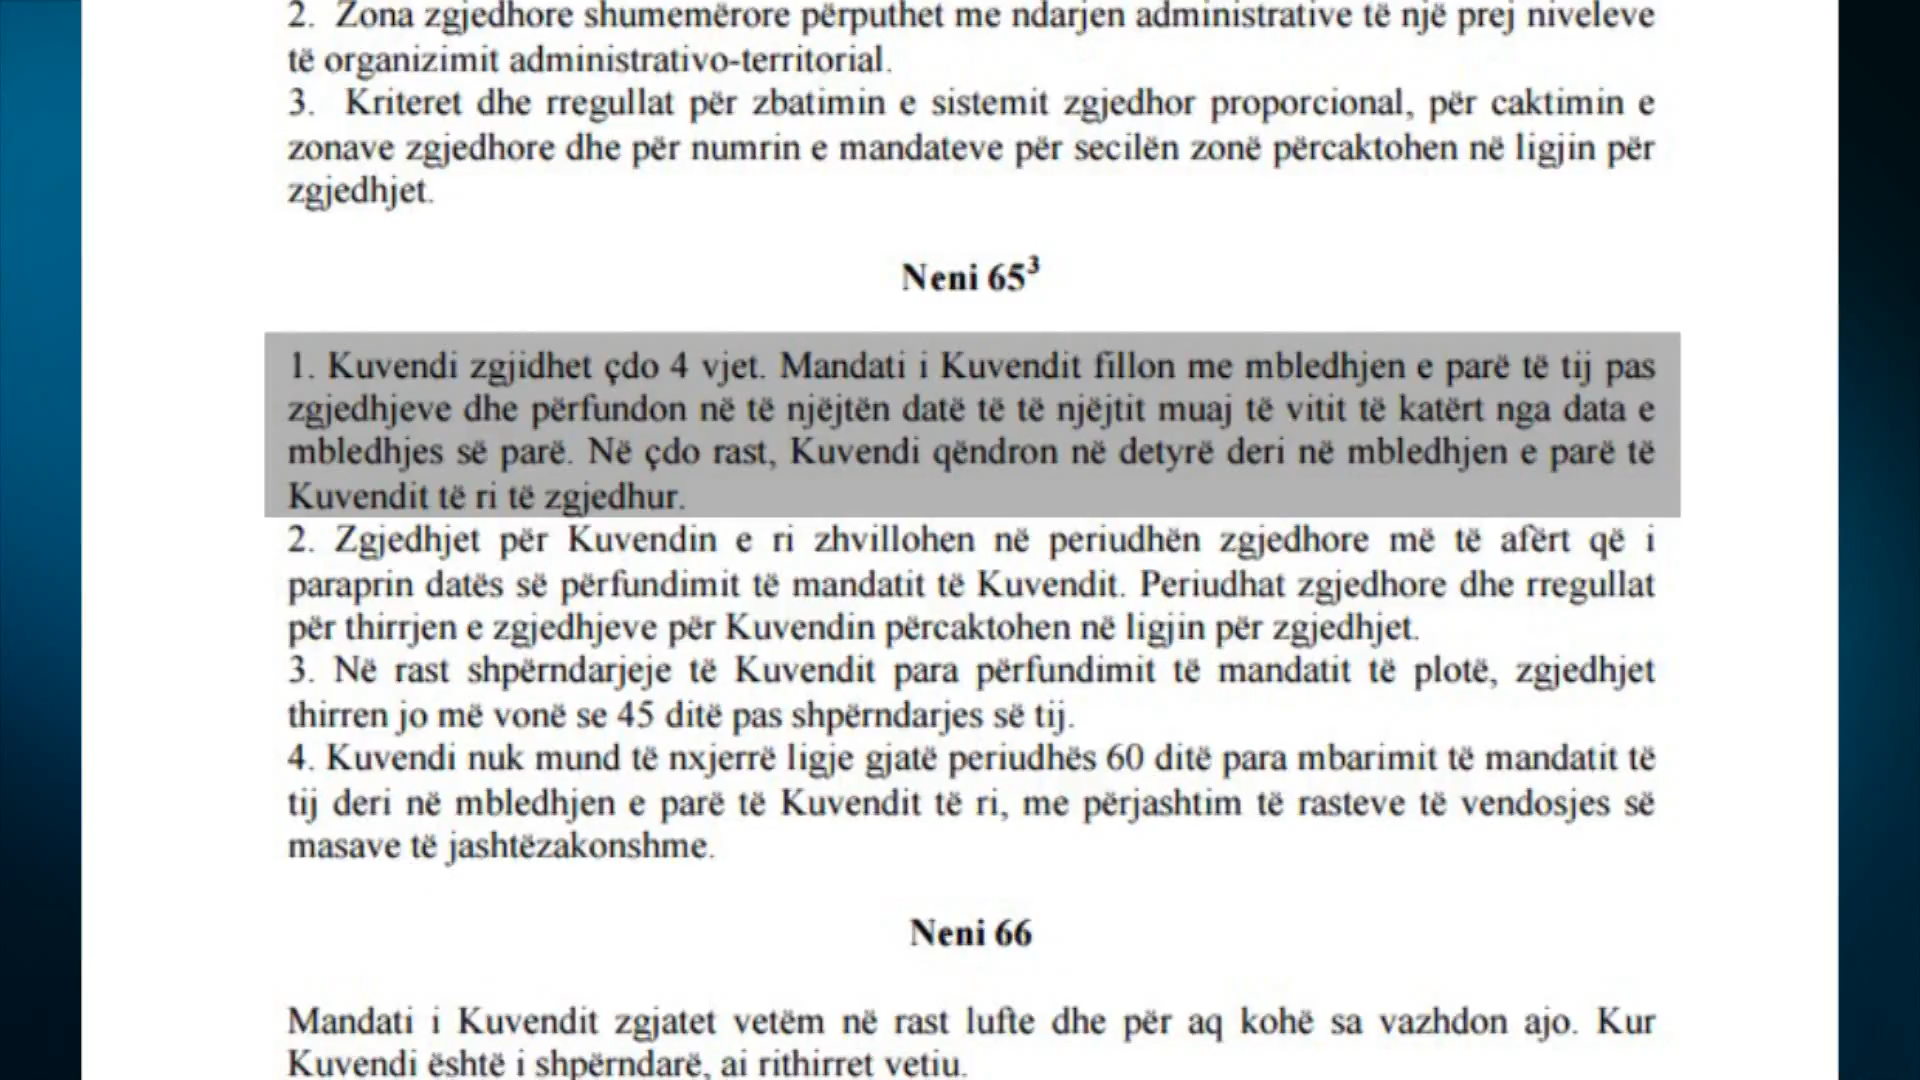 2. Zona zgjedhore shumemërore përputhet me ndarjen administrative të një prej niveleve
të organizimit administrativo-territorial.
3. Kriteret dhe rregullat për zbatimin e sistemit zgjedhor proporcional, për caktimin e
zonave zgjedhore dhe për numrin e mandateve për secilën zonë përcaktohen në ligjin për
zgjedhjet.
Neni 65³
1. Kuvendi zgjidhet çdo 4 vjet. Mandati i Kuvendit fillon me mbledhjen e parë të tij pas
zgjedhjeve dhe përfundon në të njëjtën datë të të njëjtit muaj të vitit të katërt nga data e
mbledhjes së parë. Në çdo rast, Kuvendi qëndron në detyrë deri në mbledhjen e parë të
Kuvendit të ri të zgjedhur.
2. Zgjedhjet për Kuvendin e ri zhvillohen në periudhën zgjedhore më të afërt që i
paraprin datës së përfundimit të mandatit të Kuvendit. Periudhat zgjedhore dhe rregullat
për thirrjen e zgjedhjeve për Kuvendin përcaktohen në ligjin për zgjedhjet.
3. Në rast shpërndarjeje të Kuvendit para përfundimit të mandatit të plotë, zgjedhjet
thirren jo më vonë se 45 ditë pas shpërndarjes së tij.
4. Kuvendi nuk mund të nxjerrë ligje gjatë periudhës 60 ditë para mbarimit të mandatit të
tij deri në mbledhjen e parë të Kuvendit të ri, me përjashtim të rasteve të vendosjes së
masave të jashtëzakonshme.
Neni 66
Mandati i Kuvendit zgjatet vetëm në rast lufte dhe për aq kohë sa vazhdon ajo. Kur
Kuvendi është i shpërndarë, ai rithirret vetiu.